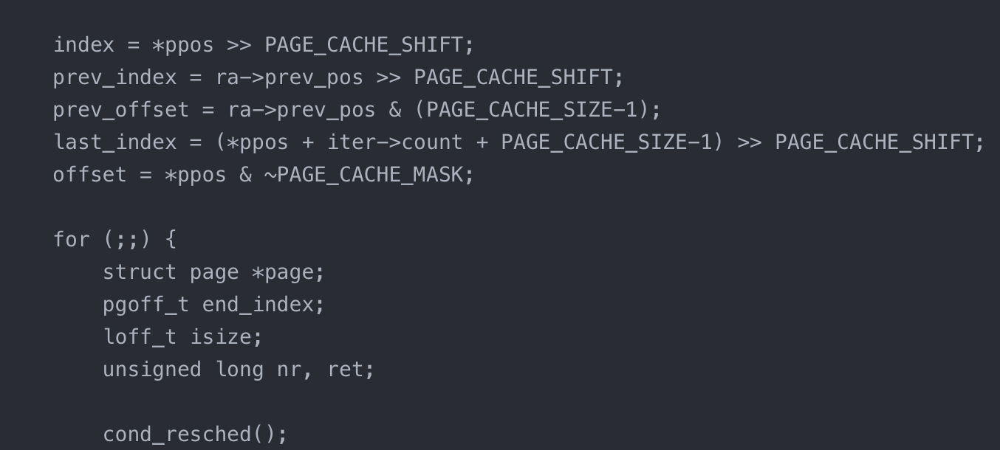 index = *ppos >> PAGE_CACHE_SHIFT;
prev_index = ra->prev_pos >> PAGE_CACHE_SHIFT;
prev_offset = ra->prev_pos & (PAGE_CACHE_SIZE-1);
last_index = (*ppos + iter->count + PAGE_CACHE_SIZE-1) >> PAGE_CACHE_SHIFT;
offset = *ppos & ~PAGE_CACHE_MASK;

for (;;) {
    struct page *page;
    pgoff_t end_index;
    loff_t isize;
    unsigned long nr, ret;

    cond_resched();